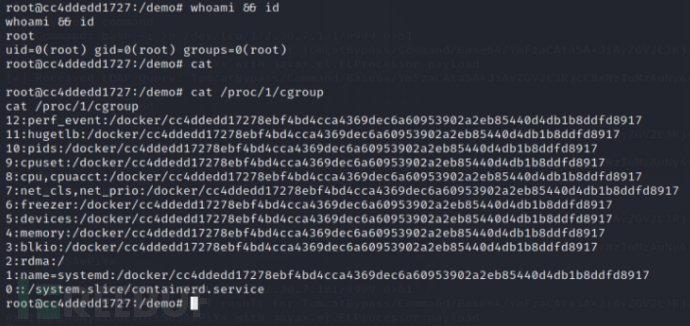 root@cc4ddedd1727:/demo# whoami && id
whoami && id
root
uid=0(root) gid=0(root) groups=0(root)
root@cc4ddedd1727:/demo# cat
root@cc4ddedd1727:/demo# cat /proc/1/cgroup
cat /proc/1/cgroup
12:perf_event:/docker/cc4ddedd17278ebf4bd4cca4369dec6a60953902a2eb85440d4db1b8ddfd8917
11:hugetlb:/docker/cc4ddedd17278ebf4bd4cca4369dec6a60953902a2eb85440d4db1b8ddfd8917
10:pids:/docker/cc4ddedd17278ebf4bd4cca4369dec6a60953902a2eb85440d4db1b8ddfd8917
9:cpuset:/docker/cc4ddedd17278ebf4bd4cca4369dec6a60953902a2eb85440d4db1b8ddfd8917
8:cpu,cpuacct:/docker/cc4ddedd17278ebf4bd4cca4369dec6a60953902a2eb85440d4db1b8ddfd8917
7:net_cls,net_prio:/docker/cc4ddedd17278ebf4bd4cca4369dec6a60953902a2eb85440d4db1b8ddfd8917
6:freezer:/docker/cc4ddedd17278ebf4bd4cca4369dec6a60953902a2eb85440d4db1b8ddfd8917
5:devices:/docker/cc4ddedd17278ebf4bd4cca4369dec6a60953902a2eb85440d4db1b8ddfd8917
4:memory:/docker/cc4ddedd17278ebf4bd4cca4369dec6a60953902a2eb85440d4db1b8ddfd8917
3:blkio:/docker/cc4ddedd17278ebf4bd4cca4369dec6a60953902a2eb85440d4db1b8ddfd8917
2:rdma:/
1:name=systemd:/docker/cc4ddedd17278ebf4bd4cca4369dec6a60953902a2eb85440d4db1b8ddfd8917
0::/system.slice/containerd.service
root@cc4ddedd1727:/demo#